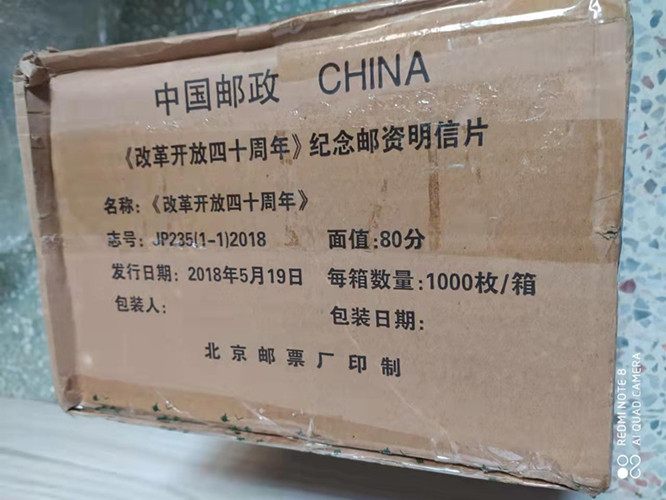 中国邮政 CHINA
《改革开放四十周年》纪念邮资明信片
名称:《改革开放四十周年》
志号: JP235(1-1)2018 面值:80分
发行日期: 2018年5月19日 每箱数量:1000枚/箱
包装人: 包装日期:
北京邮票厂印制
REDMI NOTE 8
AI QUAD CAMERA